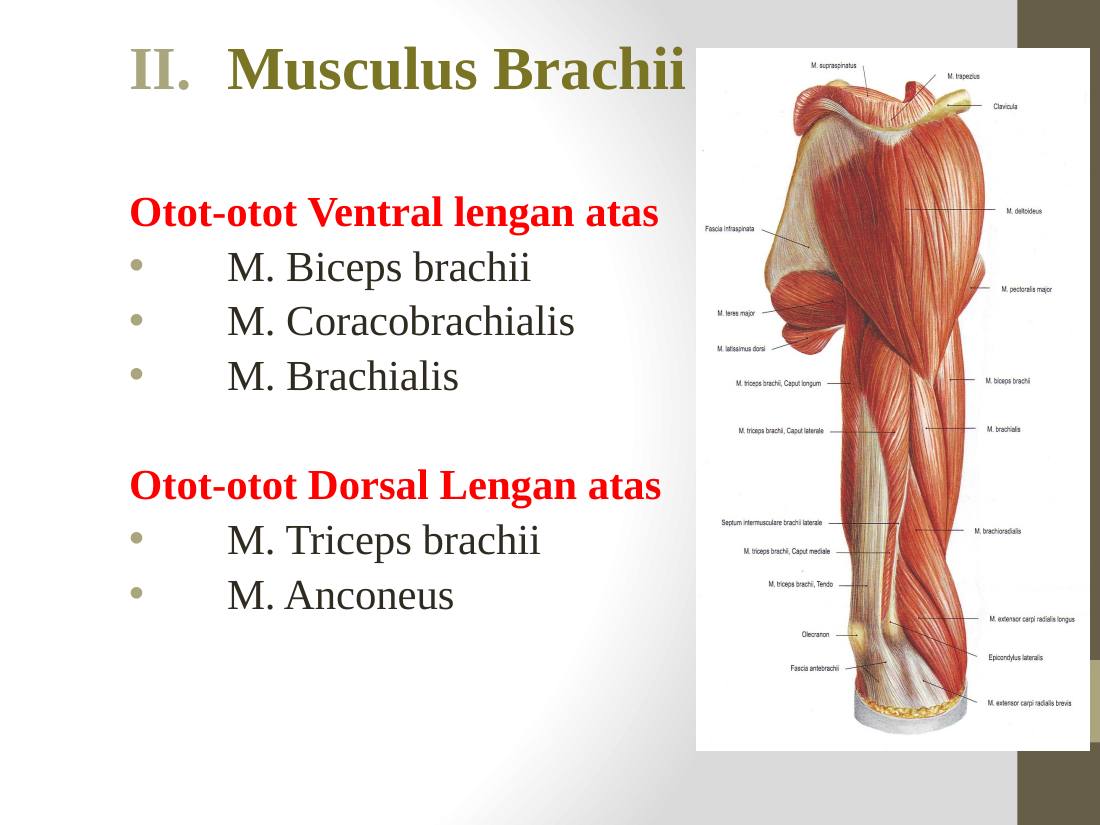 II. Musculus Brachii
Otot-otot Ventral lengan atas
• M. Biceps brachii
• M. Coracobrachialis
• M. Brachialis
Otot-otot Dorsal Lengan atas
• M. Triceps brachii
• M. Anconeus
M. supraspinatus
M. trapezius
Clavicula
M. deltoideus
Fascia infraspinata
M. pectoralis major
M. teres major
M. latissimus dorsi
M. triceps brachii, Caput longum
M. biceps brachii
M. triceps brachii, Caput laterale
M. brachialis
Septum intermusculare brachii laterale
M. brachioradialis
M. triceps brachii, Caput mediale
M. triceps brachii, Tendo
M. extensor carpi radialis longus
Olecranon
Epicondylus lateralis
Fascia antebrachii
M. extensor carpi radialis brevis